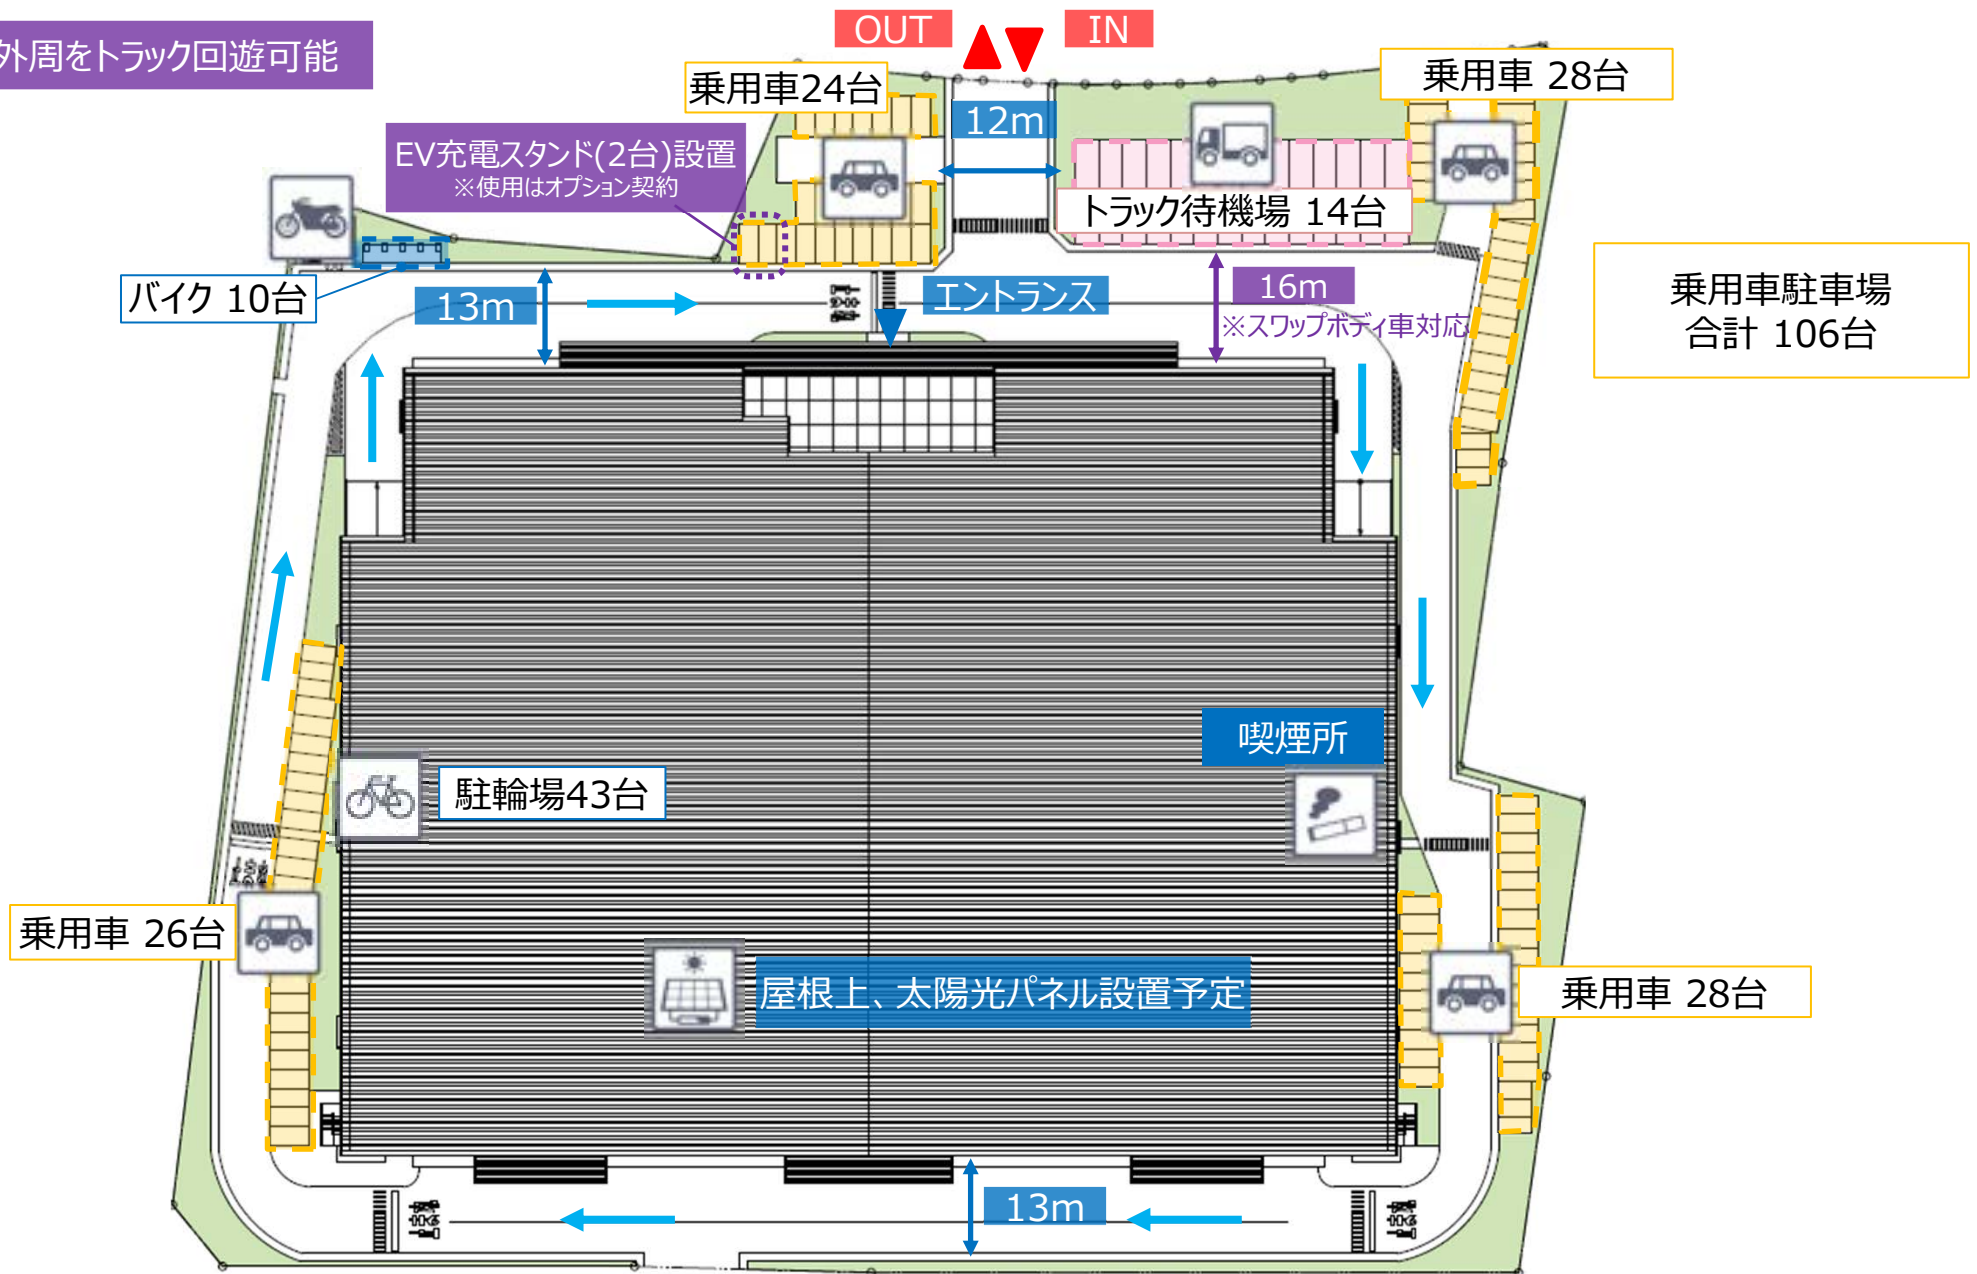 外周をトラック回遊可能
OUT
IN
乗用車24台
乗用車 28台
12m
EV充電スタンド(2台)設置
※使用はオプション契約
トラック待機場 14台
バイク 10台
13m
エントランス
16m
※スワップボディ車対応
乗用車駐車場
合計 106台
喫煙所
駐輪場43台
乗用車 26台
屋根上、太陽光パネル設置予定
乗用車 28台
13m